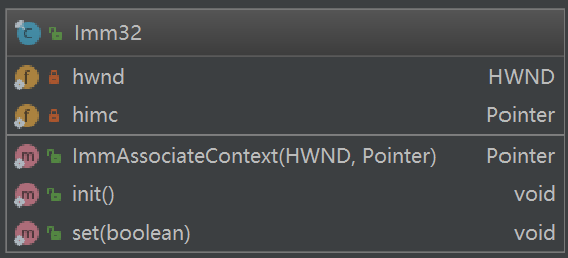 Imm32
hwnd HWND
himc Pointer
ImmAssociateContext(HWND, Pointer) Pointer
init() void
set(boolean) void